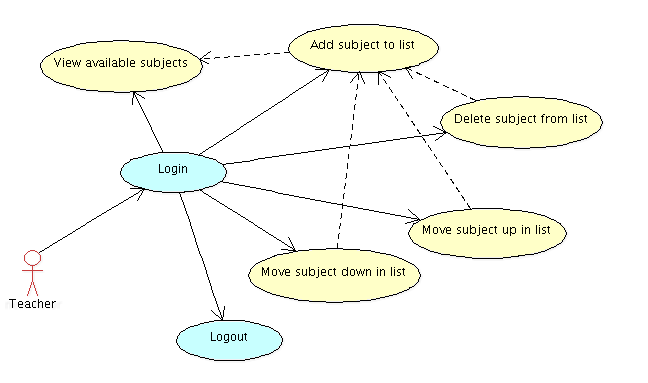 Add subject to list
View available subjects
Delete subject from list
Login
Move subject up in list
Move subject down in list
Teacher
Logout